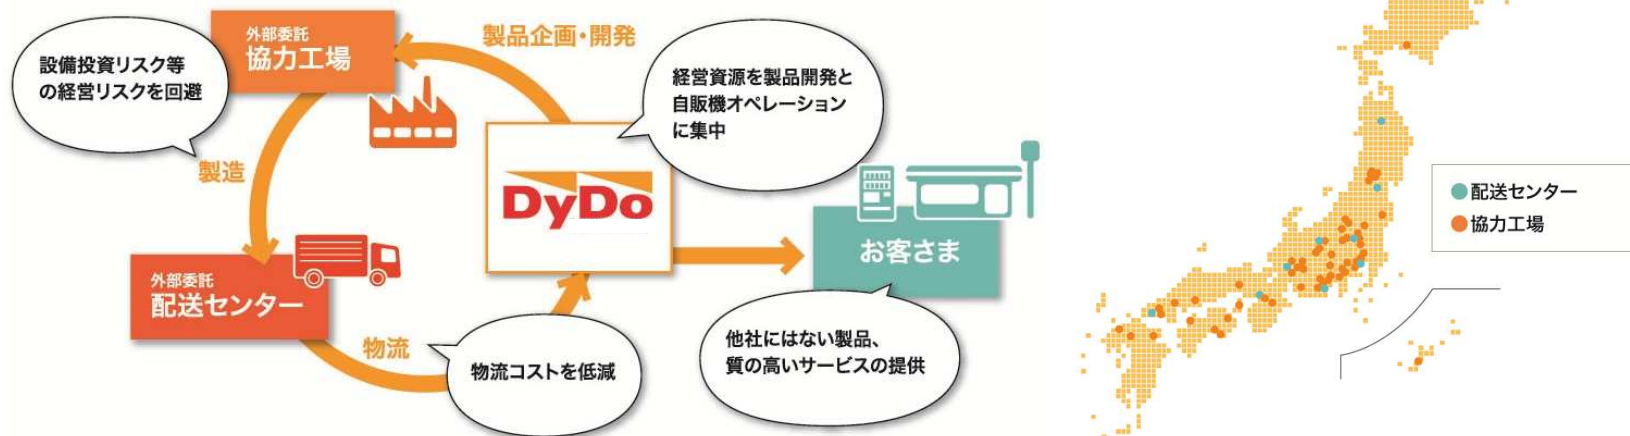 外部委託
協力工場
製品企画・開発
設備投資リスク等
の経営リスクを回避
経営資源を製品開発と
自販機オペレーション
に集中
製造
DyDo
お客さま
外部委託
配送センター
物流
物流コストを低減
他社にはない製品、
質の高いサービスの提供
配送センター
協力工場